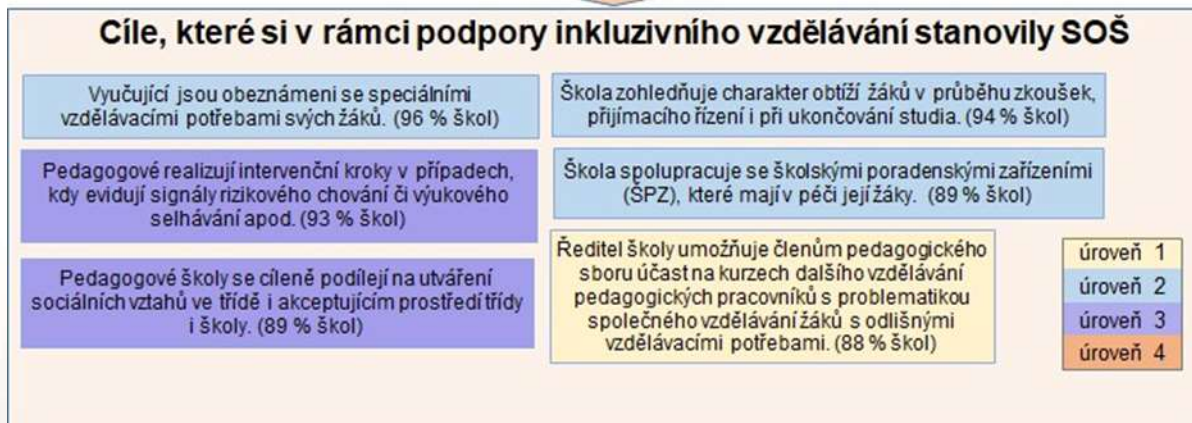 Cíle, které si v rámci podpory inkluzivního vzdělávání stanovily SOŠ
Vyučující jsou obeznámeni se speciálními
vzdělávacími potřebami svých žáků. (96 % škol)
Pedagogové realizují intervenční kroky v případech,
kdy evidují signály rizikového chování či výukového
selhávání apod. (93 % škol)
Pedagogové školy se cíleně podílejí na utváření
sociálních vztahů ve třídě i akceptujícím prostředí třídy
i školy. (89 % škol)
Škola zohledňuje charakter obtíží žáků v průběhu zkoušek,
přijímacího řízení i při ukončování studia. (94 % škol)
Škola spolupracuje se školskými poradenskými zařízeními
(ŠPZ), které mají v péči její žáky. (89 % škol)
Ředitel školy umožňuje členům pedagogického
sboru účast na kurzech dalšího vzdělávání
pedagogických pracovníků s problematikou
společného vzdělávání žáků s odlišnými
vzdělávacími potřebami. (88 % škol)
úroveň 1
úroveň 2
úroveň 3
úroveň 4